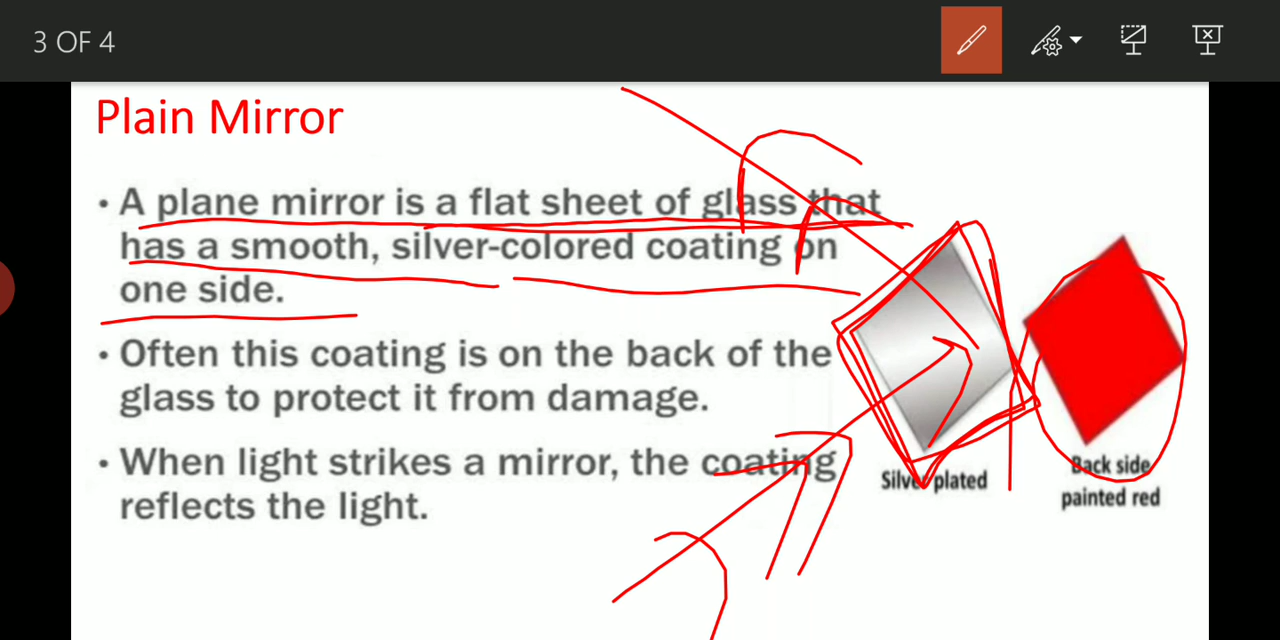 3 OF 4
Plain Mirror
• A plane mirror is a flat sheet of glass that
has a smooth, silver-colored coating on
one side.
• Often this coating is on the back of the
glass to protect it from damage.
• When light strikes a mirror, the coating
reflects the light.
Silver plated
Back side
painted red